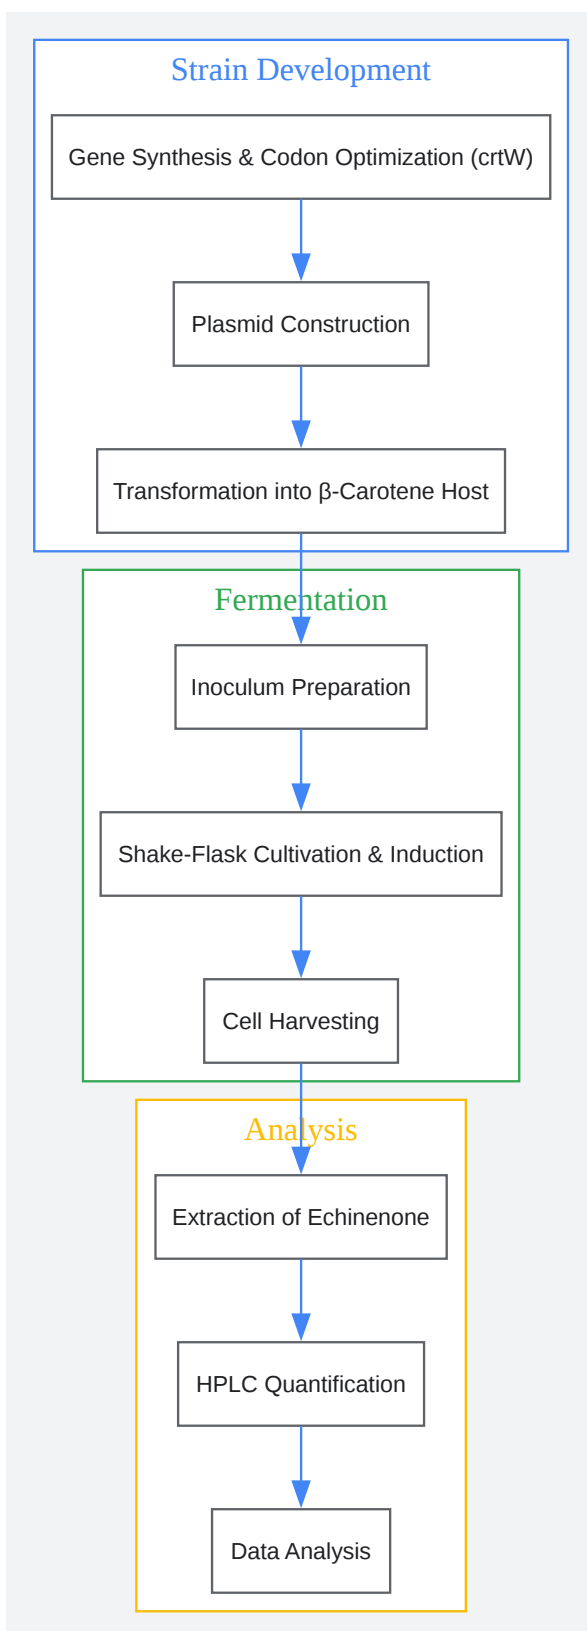 Strain Development
Gene Synthesis & Codon Optimization (crtW)
Plasmid Construction
Transformation into β-Carotene Host
Fermentation
Inoculum Preparation
Shake-Flask Cultivation & Induction
Cell Harvesting
Analysis
Extraction of Echinenone
HPLC Quantification
Data Analysis